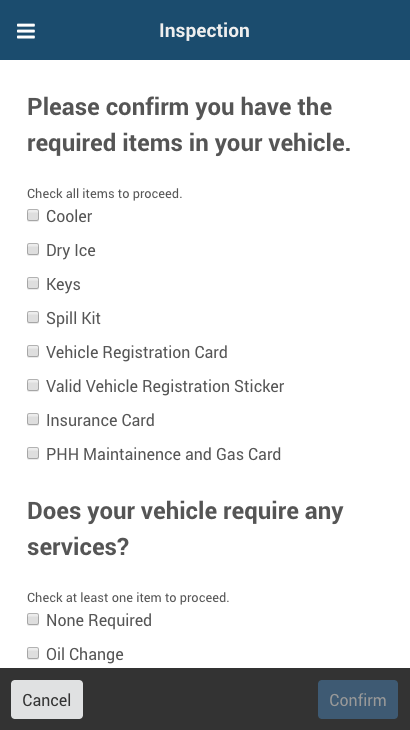 Inspection
Please confirm you have the
required items in your vehicle.
Check all items to proceed.
Cooler
Dry Ice
Keys
Spill Kit
Vehicle Registration Card
Valid Vehicle Registration Sticker
Insurance Card
PHH Maintainence and Gas Card
Does your vehicle require any
services?
Check at least one item to proceed.
None Required
Oil Change
Cancel
Confirm